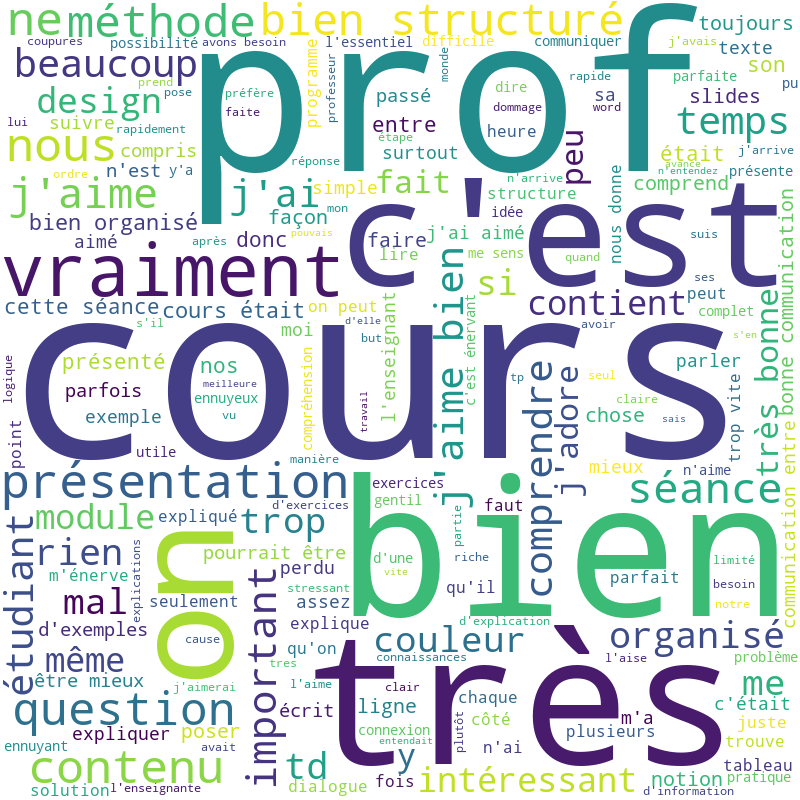 ne
méthode
bien structuré
prof
toujours
coupures
possibilité
avons besoin
l'essentiel
difficile
communiquer
j'avais
beaucoup
programme
professeur
monde
texte
son
prend
pose
préfère
faite
passé
dire
rapide
parfaite
pu
design
dommage
word
sa
slides
lui
suivre
rapidement
entre
heure
temps
nous
compris
étape
réponse
surtout
peu
était
j'arrive
ordre
n'est
y'a
simple
fait
n'arrive
structure
avance
n'entendez
comprend
présente
j'aime
j'ai
mon
c'est
idée
nous donne
bien organisé
façon
pouvais
j'ai aimé
aimé
après
donc
faire
lire
me sens
quand
suis
ses
vraiment
si
contient
peut
cette séance
cours était
on peut
complet
très bonne
bonne communication
s'il
moi
d'elle
but
avoir
s'en
cours
logique
présenté
nos
compréhension
l'enseignant
j'aime bien
c'est énervant
tp
seul
parler
parfois
ennuyeux
meilleure
claire
exemple
vu
travail
comprendre
j'adore
chose
sais
trop vite
point
utile
manière
mieux
n'aime
communication entre
présentation
d'exercices
exercices
gentil
faut
séance
module
expliqué
trop
partie
bien
étudiant
rien
explications
on
pourrait être
perdu
d'une
vite
riche
qu'il
parfait
limité
besoin
notre
m'énerve
stressant
mal
seulement
important
assez
d'explication
d'exemples
cause
explique
couleur
organisé
même
qu'on
connaissances
très
l'aise
problème
être mieux
tres
j'aimerai
l'aime
clair
chaque
me
question
écrit
ligne
côté
plutôt
m'a
c'était
poser
connexion
plusieurs
juste
expliquer
entendait
n'ai
trouve
ennuyant
avait
contenu
td
y
tableau
solution
l'enseignante
dialogue
fois
intéressant
notion
pratique
d'information